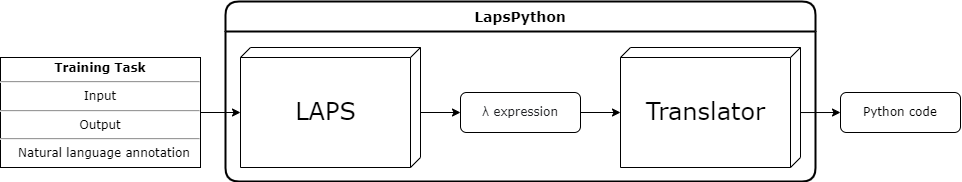 LapsPython
Training Task
Input
Output
Natural language annotation
LAPS
λ expression
Translator
Python code